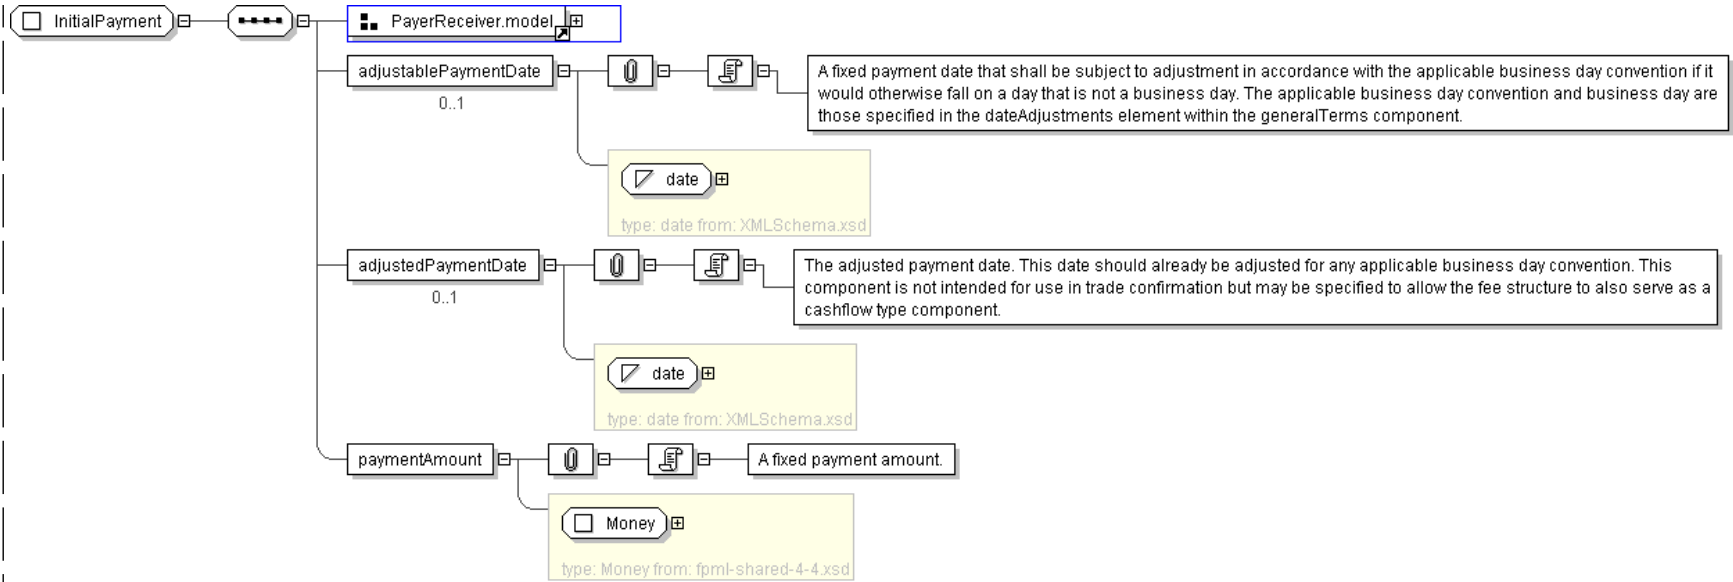 InitialPayment
PayerReceiver.model
adjustablePaymentDate
0..1
A fixed payment date that shall be subject to adjustment in accordance with the applicable business day convention if it
would otherwise fall on a day that is not a business day. The applicable business day convention and business day are
those specified in the dateAdjustments element within the generalTerms component.
date
type: date from: XMLSchema.xsd
adjustedPaymentDate
0..1
The adjusted payment date. This date should already be adjusted for any applicable business day convention. This
component is not intended for use in trade confirmation but may be specified to allow the fee structure to also serve as a
cashflow type component.
date
type: date from: XMLSchema.xsd
paymentAmount
A fixed payment amount.
Money
type: Money from: fpml-shared-4-4.xsd